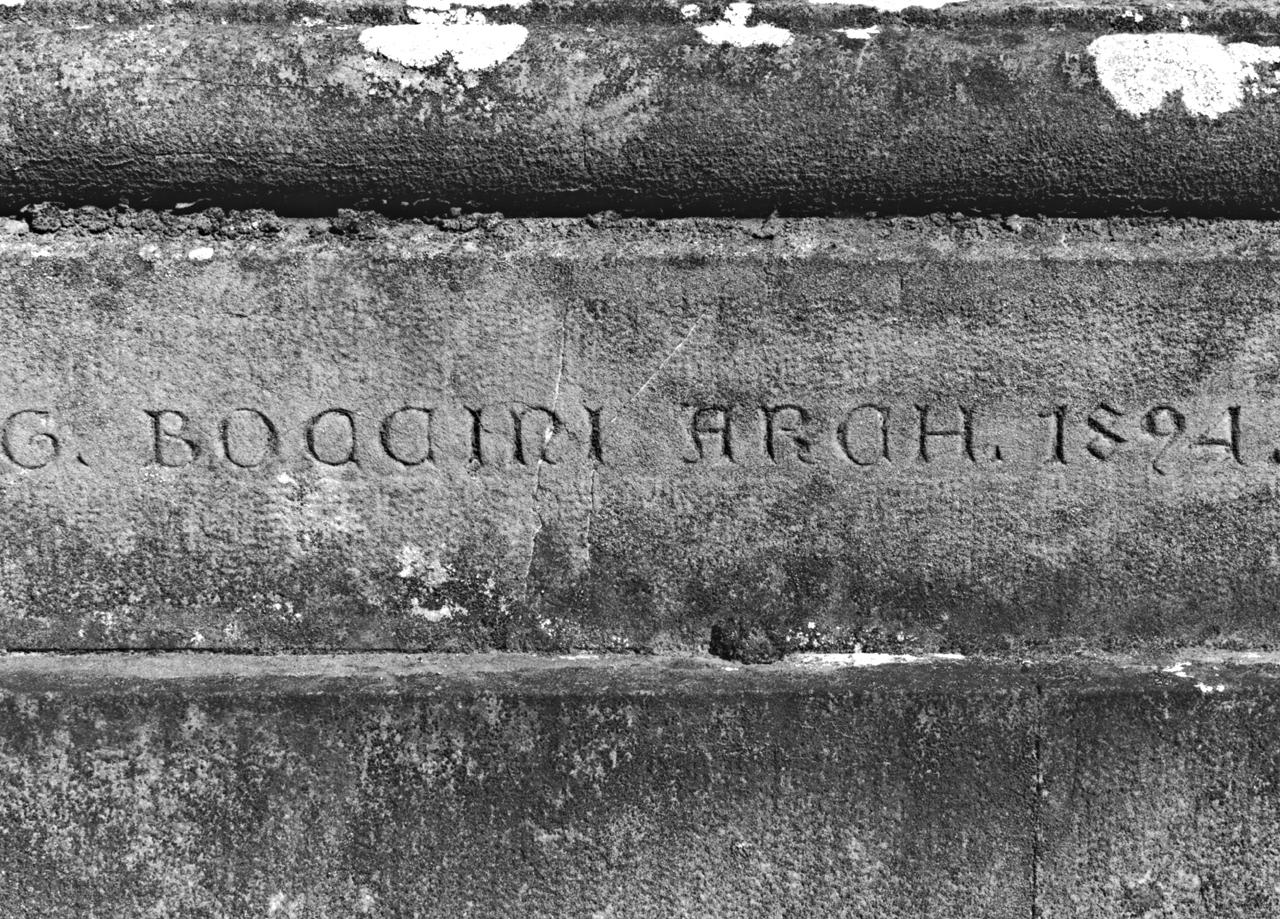 G. BOCCINI ARCH. 1894.